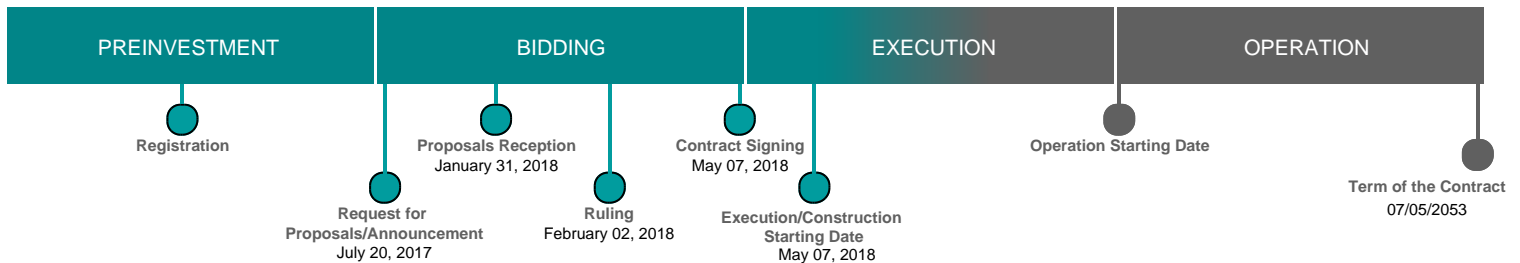 PREINVESTMENT
BIDDING
EXECUTION
OPERATION
Registration
Request for
Proposals/Announcement
July 20, 2017
Proposals Reception
January 31, 2018
Ruling
February 02, 2018
Contract Signing
May 07, 2018
Execution/Construction
Starting Date
May 07, 2018
Operation Starting Date
Term of the Contract
07/05/2053